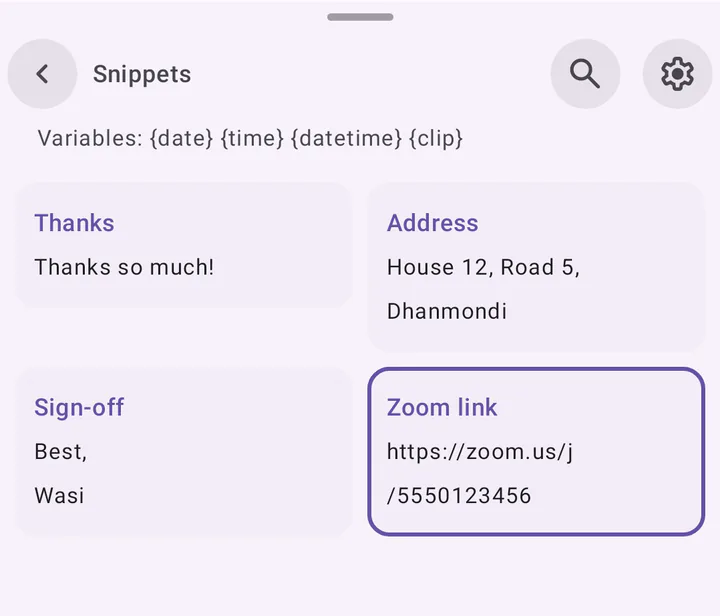 Snippets
Variables: {date} {time} {datetime} {clip}
Thanks
Thanks so much!
Address
House 12, Road 5,
Dhanmondi
Sign-off
Best,
Wasi
Zoom link
https://zoom.us/j
/5550123456